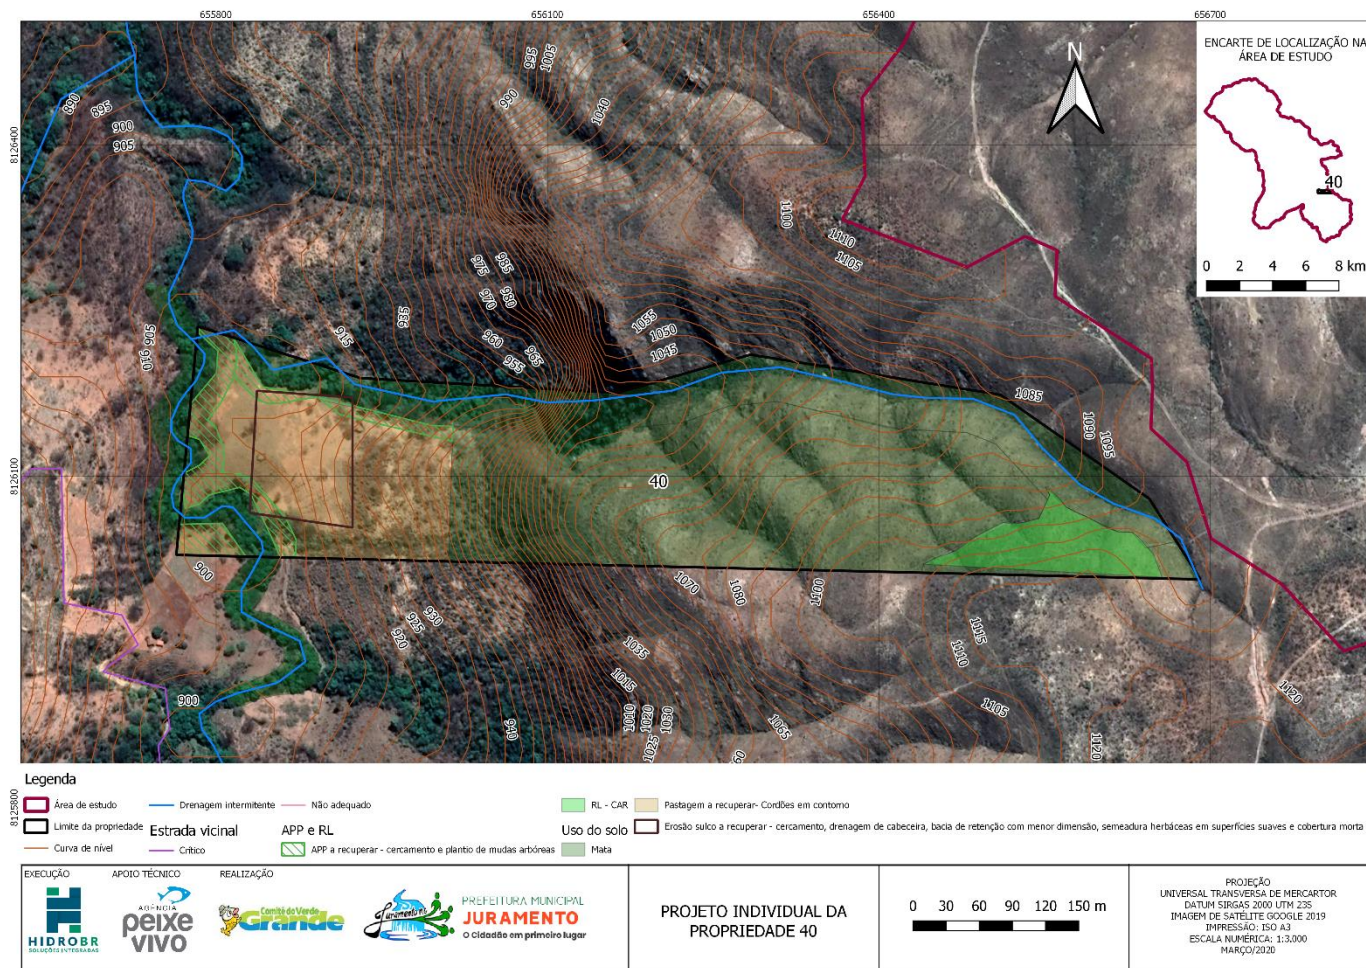 655800
656100
656400
656700
8126400
8126100
8125800
ENCARTE DE LOCALIZAÇÃO NA
ÁREA DE ESTUDO
40
0 2 4 6 8 km
N
890
895
900
905
995
1005
990
1040
1100
1110
1105
975
985
970
980
935
915
960
965
955
1055
1050
1045
905
910
1085
1090
1095
40
900
930
925
920
900
940
1070
1080
1100
1035
1015
1010
1020
1030
1025
1065
1115
1110
1105
1120
1120
Legenda
Área de estudo
Limite da propriedade
Curva de nível
Drenagem intermitente
Estrada vicinal
Crítico
Não adequado
APP e RL
APP a recuperar - cercamento e plantio de mudas arbóreas
RL - CAR
Uso do solo
Mata
Pastagem a recuperar- Cordões em contorno
Erosão sulco a recuperar - cercamento, drenagem de cabeceira, bacia de retenção com menor dimensão, semeadura herbáceas em superfícies suaves e cobertura morta
EXECUÇÃO
HIDROBR
SOLUÇÕES INTEGRADAS
APOIO TÉCNICO
AGÊNCIA
peixe
vivo
REALIZAÇÃO
Comitê do Verde
Grande
Juramento
PREFEITURA MUNICIPAL
JURAMENTO
O Cidadão em primeiro lugar
PROJETO INDIVIDUAL DA
PROPRIEDADE 40
0 30 60 90 120 150 m
PROJEÇÃO
UNIVERSAL TRANSVERSA DE MERCARTOR
DATUM SIRGAS 2000 UTM 23S
IMAGEM DE SATÉLITE GOOGLE 2019
IMPRESSÃO: ISO A3
ESCALA NUMÉRICA: 1:3.000
MARÇO/2020